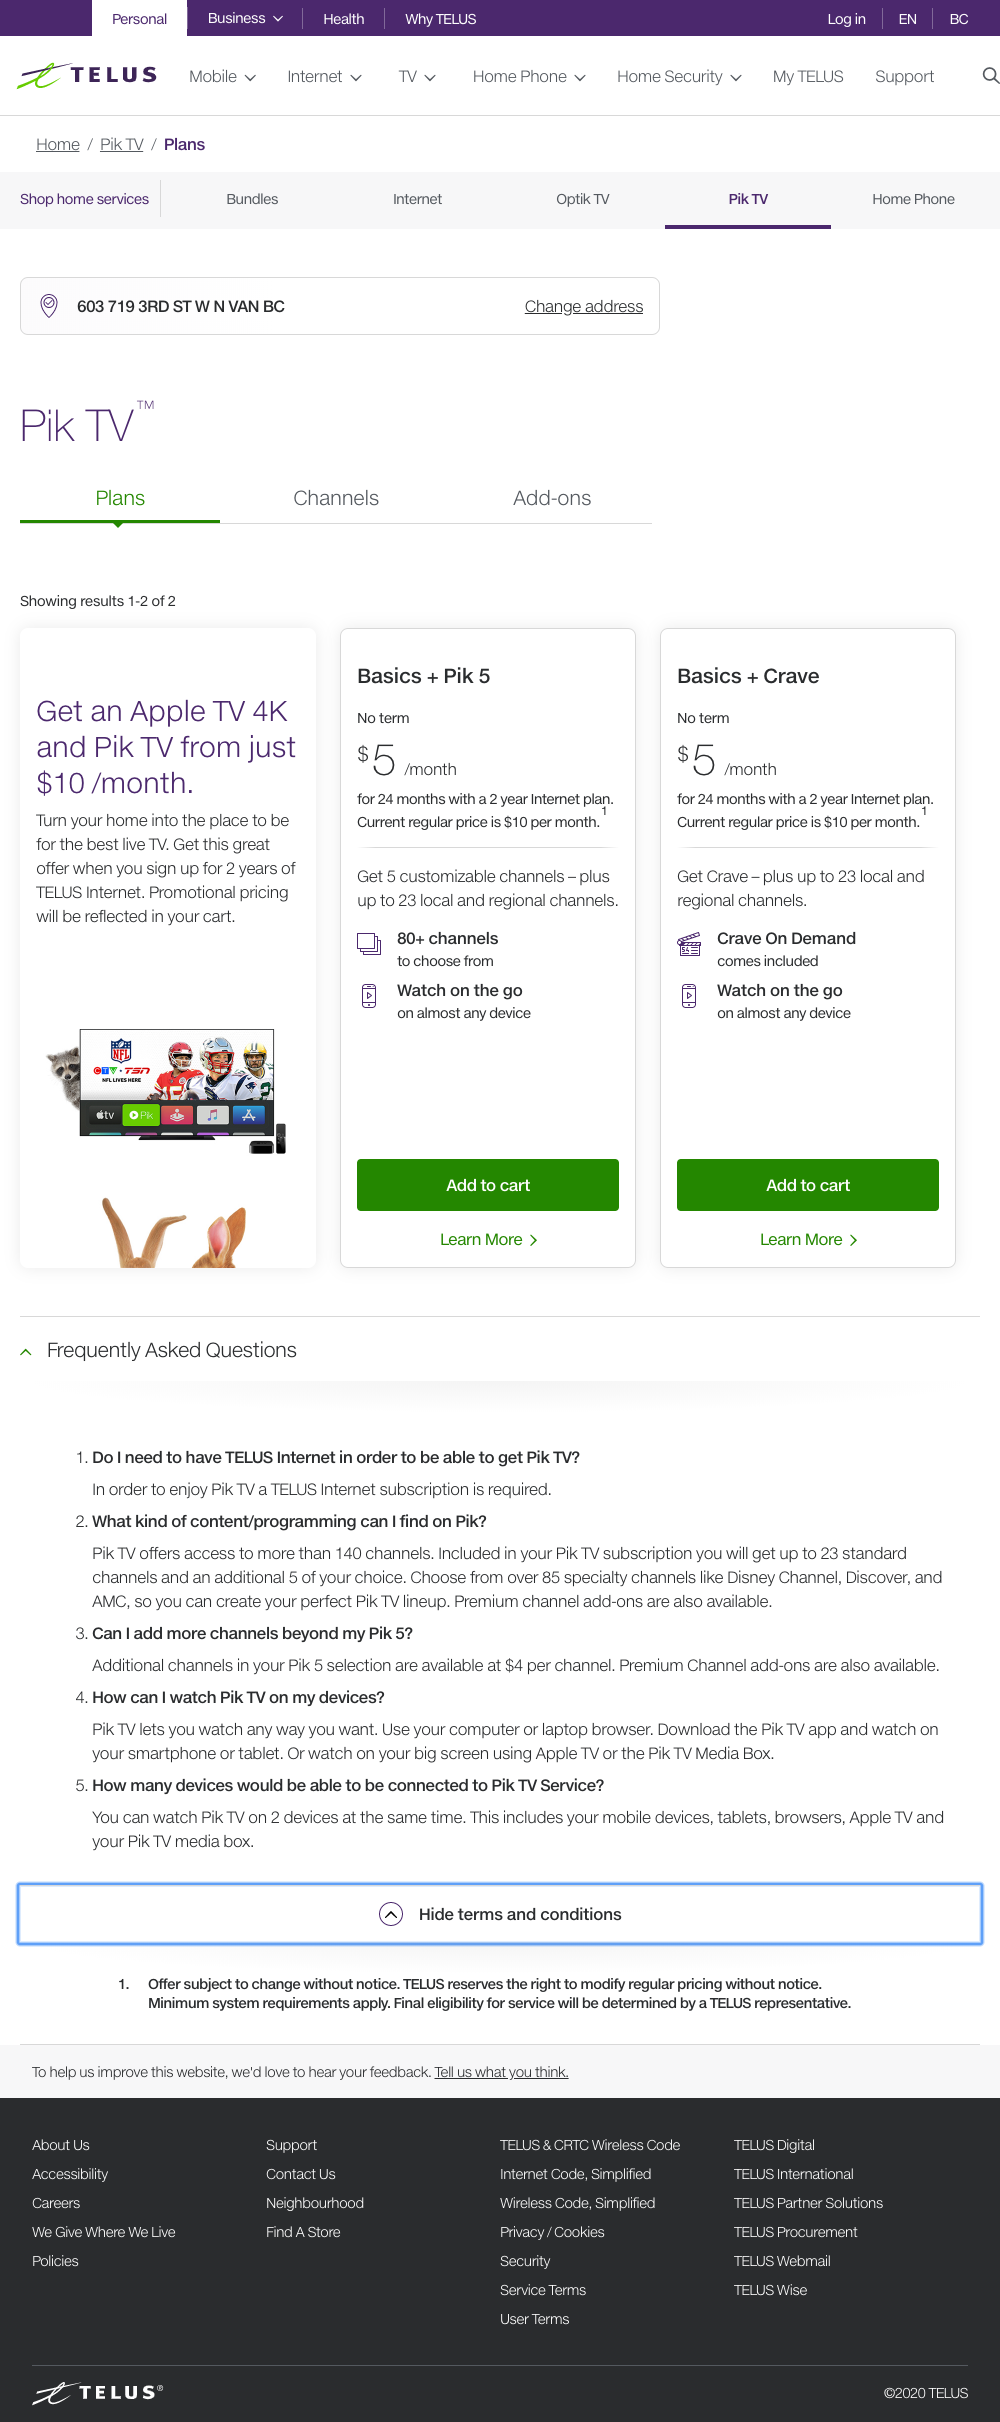 Personal Business Health Why TELUS Log in EN BC
TELUS Mobile Internet TV Home Phone Home Security My TELUS Support
Home / Pik TV / Plans
Shop home services Bundles Internet Optik TV Pik TV Home Phone
603 719 3RD ST W N VAN BC Change address
Pik TV™
Plans Channels Add-ons
Showing results 1-2 of 2
Get an Apple TV 4K
and Pik TV from just
$10 /month.
Turn your home into the place to be
for the best live TV. Get this great
offer when you sign up for 2 years of
TELUS Internet. Promotional pricing
will be reflected in your cart.
NFL
CTV • TSN
NFL LIVES HERE
tv Pik
Basics + Pik 5
No term
$5 /month
for 24 months with a 2 year Internet plan.
Current regular price is $10 per month.1
Get 5 customizable channels – plus
up to 23 local and regional channels.
80+ channels
to choose from
Watch on the go
on almost any device
Add to cart
Learn More
Basics + Crave
No term
$5 /month
for 24 months with a 2 year Internet plan.
Current regular price is $10 per month.1
Get Crave – plus up to 23 local and
regional channels.
Crave On Demand
comes included
Watch on the go
on almost any device
Add to cart
Learn More
Frequently Asked Questions
1. Do I need to have TELUS Internet in order to be able to get Pik TV?
In order to enjoy Pik TV a TELUS Internet subscription is required.
2. What kind of content/programming can I find on Pik?
Pik TV offers access to more than 140 channels. Included in your Pik TV subscription you will get up to 23 standard
channels and an additional 5 of your choice. Choose from over 85 specialty channels like Disney Channel, Discover, and
AMC, so you can create your perfect Pik TV lineup. Premium channel add-ons are also available.
3. Can I add more channels beyond my Pik 5?
Additional channels in your Pik 5 selection are available at $4 per channel. Premium Channel add-ons are also available.
4. How can I watch Pik TV on my devices?
Pik TV lets you watch any way you want. Use your computer or laptop browser. Download the Pik TV app and watch on
your smartphone or tablet. Or watch on your big screen using Apple TV or the Pik TV Media Box.
5. How many devices would be able to be connected to Pik TV Service?
You can watch Pik TV on 2 devices at the same time. This includes your mobile devices, tablets, browsers, Apple TV and
your Pik TV media box.
Hide terms and conditions
1. Offer subject to change without notice. TELUS reserves the right to modify regular pricing without notice.
Minimum system requirements apply. Final eligibility for service will be determined by a TELUS representative.
To help us improve this website, we'd love to hear your feedback. Tell us what you think.
About Us
Accessibility
Careers
We Give Where We Live
Policies
Support
Contact Us
Neighbourhood
Find A Store
TELUS & CRTC Wireless Code
Internet Code, Simplified
Wireless Code, Simplified
Privacy / Cookies
Security
Service Terms
User Terms
TELUS Digital
TELUS International
TELUS Partner Solutions
TELUS Procurement
TELUS Webmail
TELUS Wise
TELUS® ©2020 TELUS